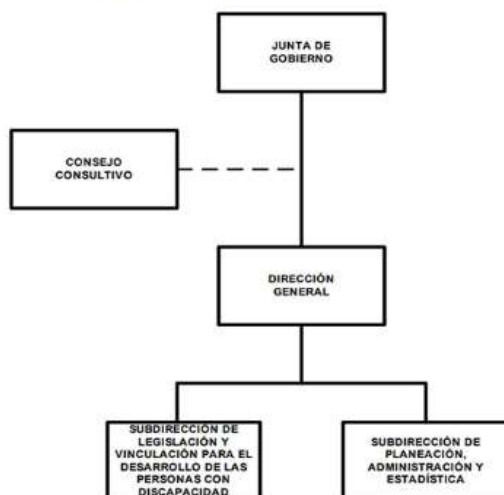 JUNTA DE
GOBIERNO
CONSEJO
CONSULTIVO
DIRECCIÓN
GENERAL
SUBDIRECCIÓN DE
LEGISLACIÓN Y
VINCULACIÓN PARA EL
DESARROLLO DE LAS
PERSONAS CON
DISCAPACIDAD
SUBDIRECCIÓN DE
PLANEACIÓN,
ADMINISTRACIÓN Y
ESTADÍSTICA